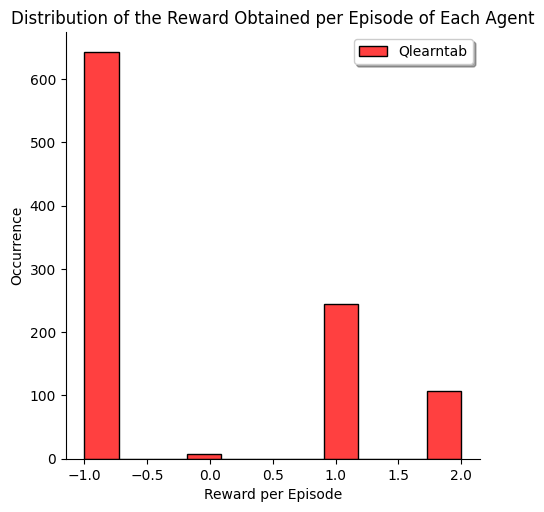 Distribution of the Reward Obtained per Episode of Each Agent
Qlearntab
600
500
400
300
200
100
0
Occurrence
−1.0 −0.5 0.0 0.5 1.0 1.5 2.0
Reward per Episode